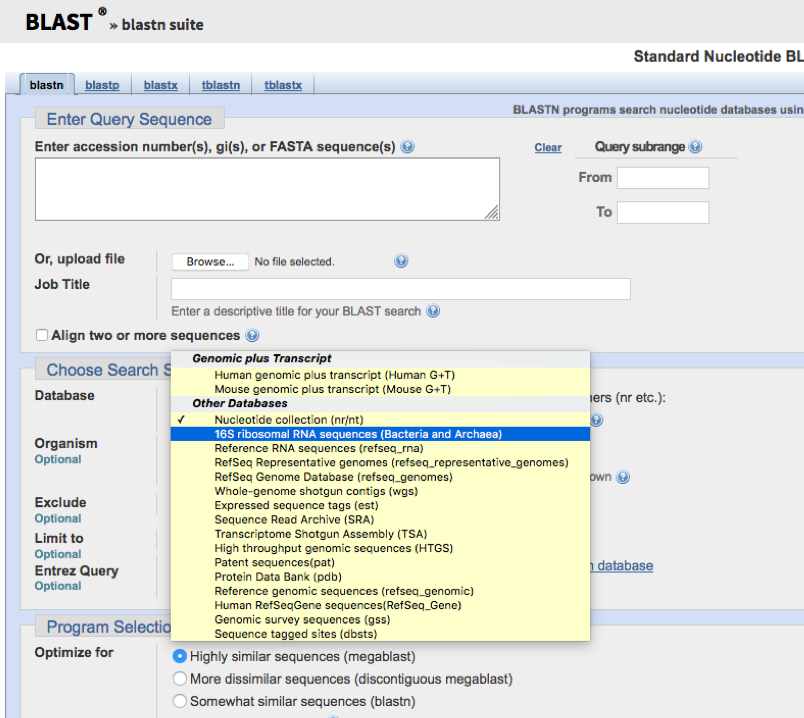 BLAST ® » blastn suite
Standard Nucleotide BL
blastn blastp blastx tblastn tblastx
BLASTN programs search nucleotide databases usin
Enter Query Sequence
Enter accession number(s), gi(s), or FASTA sequence(s)
Clear
Query subrange
From
To
Or, upload file
Browse... No file selected.
Job Title
Enter a descriptive title for your BLAST search
Align two or more sequences
Choose Search S
Database
Genomic plus Transcript
Human genomic plus transcript (Human G+T)
Mouse genomic plus transcript (Mouse G+T)
Other Databases
✓ Nucleotide collection (nr/nt)
16S ribosomal RNA sequences (Bacteria and Archaea)
Reference RNA sequences (refseq_rna)
RefSeq Representative genomes (refseq_representative_genomes)
RefSeq Genome Database (refseq_genomes)
Whole-genome shotgun contigs (wgs)
Expressed sequence tags (est)
Sequence Read Archive (SRA)
Transcriptome Shotgun Assembly (TSA)
High throughput genomic sequences (HTGS)
Patent sequences(pat)
Protein Data Bank (pdb)
Reference genomic sequences (refseq_genomic)
Human RefSeqGene sequences(RefSeq_Gene)
Genomic survey sequences (gss)
Sequence tagged sites (dbsts)
ers (nr etc.):
own
database
Organism
Optional
Exclude
Optional
Limit to
Optional
Entrez Query
Optional
Program Selectio
Optimize for
Highly similar sequences (megablast)
More dissimilar sequences (discontiguous megablast)
Somewhat similar sequences (blastn)